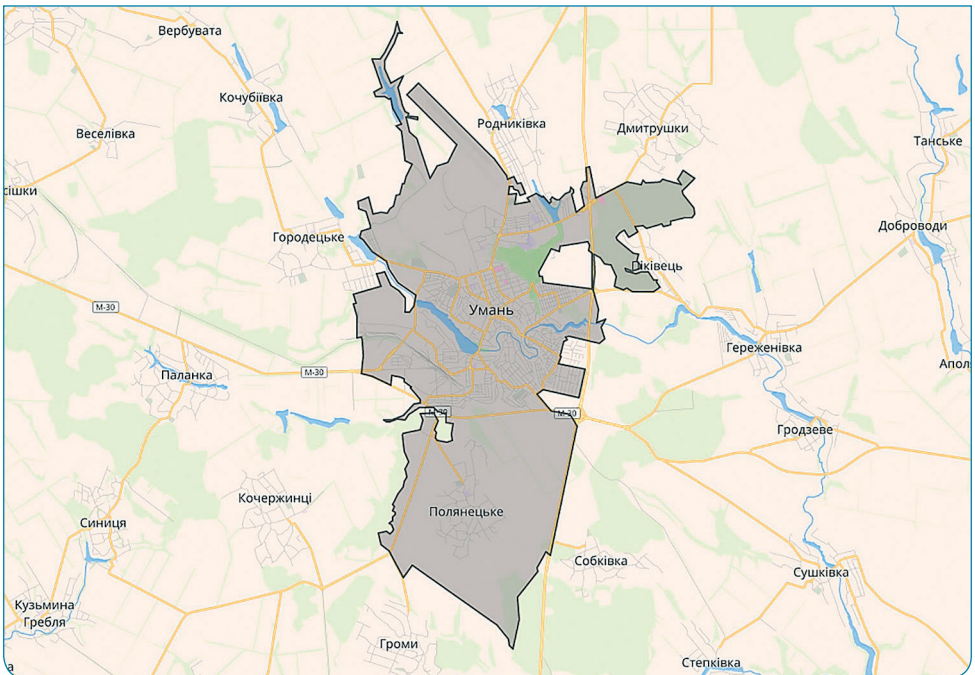 Вербувата
Кочубіївка
Родниківка
Дмитрушки
Веселівка
Танське
сішки
Городецьке
Доброводи
Піківець
М-30
Умань
Гереженівка
Апол
М-30
Паланка
М-30
М-30
Гродзеве
Кочержинці
Полянецьке
Синиця
Собківка
Сушківка
Кузьмина
Гребля
Громи
Степківка
а